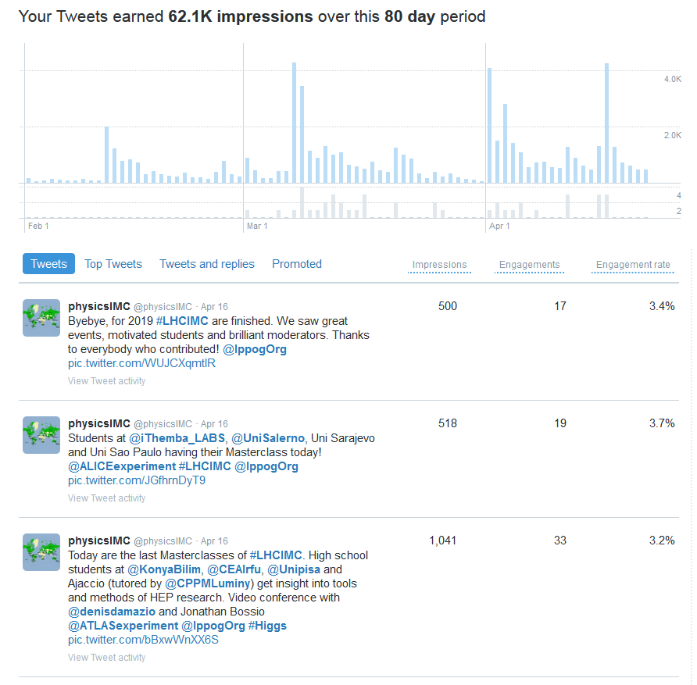 Your Tweets earned 62.1K impressions over this 80 day period
4.0K
2.0K
4
2
Feb 1 Mar 1 Apr 1
Tweets Top Tweets Tweets and replies Promoted Impressions Engagements Engagement rate
physicsIMC @physicsIMC · Apr 16 500 17 3.4%
Byebye, for 2019 #LHCIMC are finished. We saw great
events, motivated students and brilliant moderators. Thanks
to everybody who contributed! @IppogOrg
pic.twitter.com/WUJCXqmtIR
View Tweet activity
physicsIMC @physicsIMC · Apr 16 518 19 3.7%
Students at @iThemba_LABS, @UniSalerno, Uni Sarajevo
and Uni Sao Paulo having their Masterclass today!
@ALICEexperiment #LHCIMC @IppogOrg
pic.twitter.com/JGfhrnDyT9
View Tweet activity
physicsIMC @physicsIMC · Apr 16 1,041 33 3.2%
Today are the last Masterclasses of #LHCIMC. High school
students at @KonyaBilim, @CEAIrfu, @Unipisa and
Ajaccio (tutored by @CPPMLuminy) get insight into tools
and methods of HEP research. Video conference with
@denisdamazio and Jonathan Bossio
@ATLASexperiment @IppogOrg #Higgs
pic.twitter.com/bBxwWnXX6S
View Tweet activity